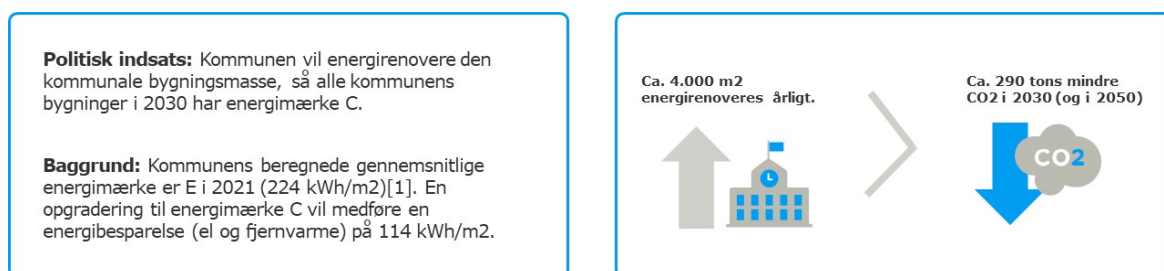 Politisk indsats: Kommunen vil energirenovere den
kommunale bygningsmasse, så alle kommunens
bygninger i 2030 har energimærke C.
Baggrund: Kommunens beregnede gennemsnitlige
energimærke er E i 2021 (224 kWh/m2)[1]. En
opgradering til energimærke C vil medføre en
energibesparelse (el og fjernvarme) på 114 kWh/m2.
Ca. 4.000 m2
energirenoveres årligt.
Ca. 290 tons mindre
CO2 i 2030 (og i 2050)
CO2